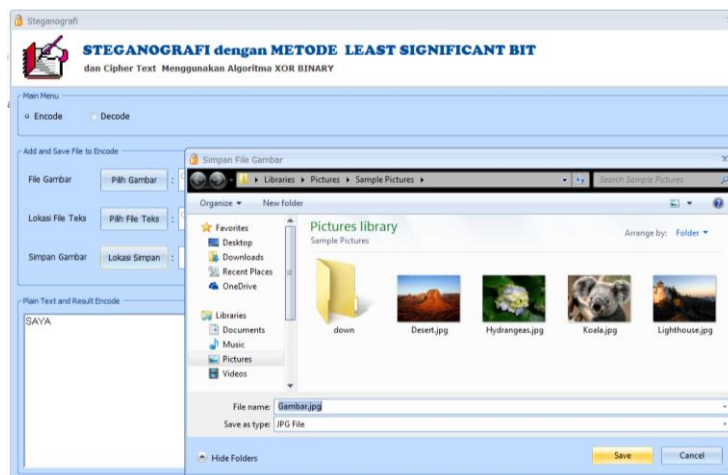 Steganografi
STEGANOGRAFI dengan METODE LEAST SIGNIFICANT BIT
dan Cipher Text Menggunakan Algoritma XOR BINARY
Main Menu
Encode Decode
Add and Save File to Encode
File Gambar Pilih Gambar :
Lokasi File Teks Pilih File Teks :
Simpan Gambar Lokasi Simpan :
Plain Text and Result Encode
SAYA
Simpan File Gambar
Libraries Pictures Sample Pictures
Search Sample Pictures
Organize New folder
Favorites
Desktop
Downloads
Recent Places
OneDrive
Libraries
Documents
Music
Pictures
Videos
Pictures library
Sample Pictures
Arrange by: Folder
down Desert.jpg Hydrangeas.jpg Koala.jpg Lighthouse.jpg
File name: Gambar.jpg
Save as type: JPG File
Hide Folders Save Cancel